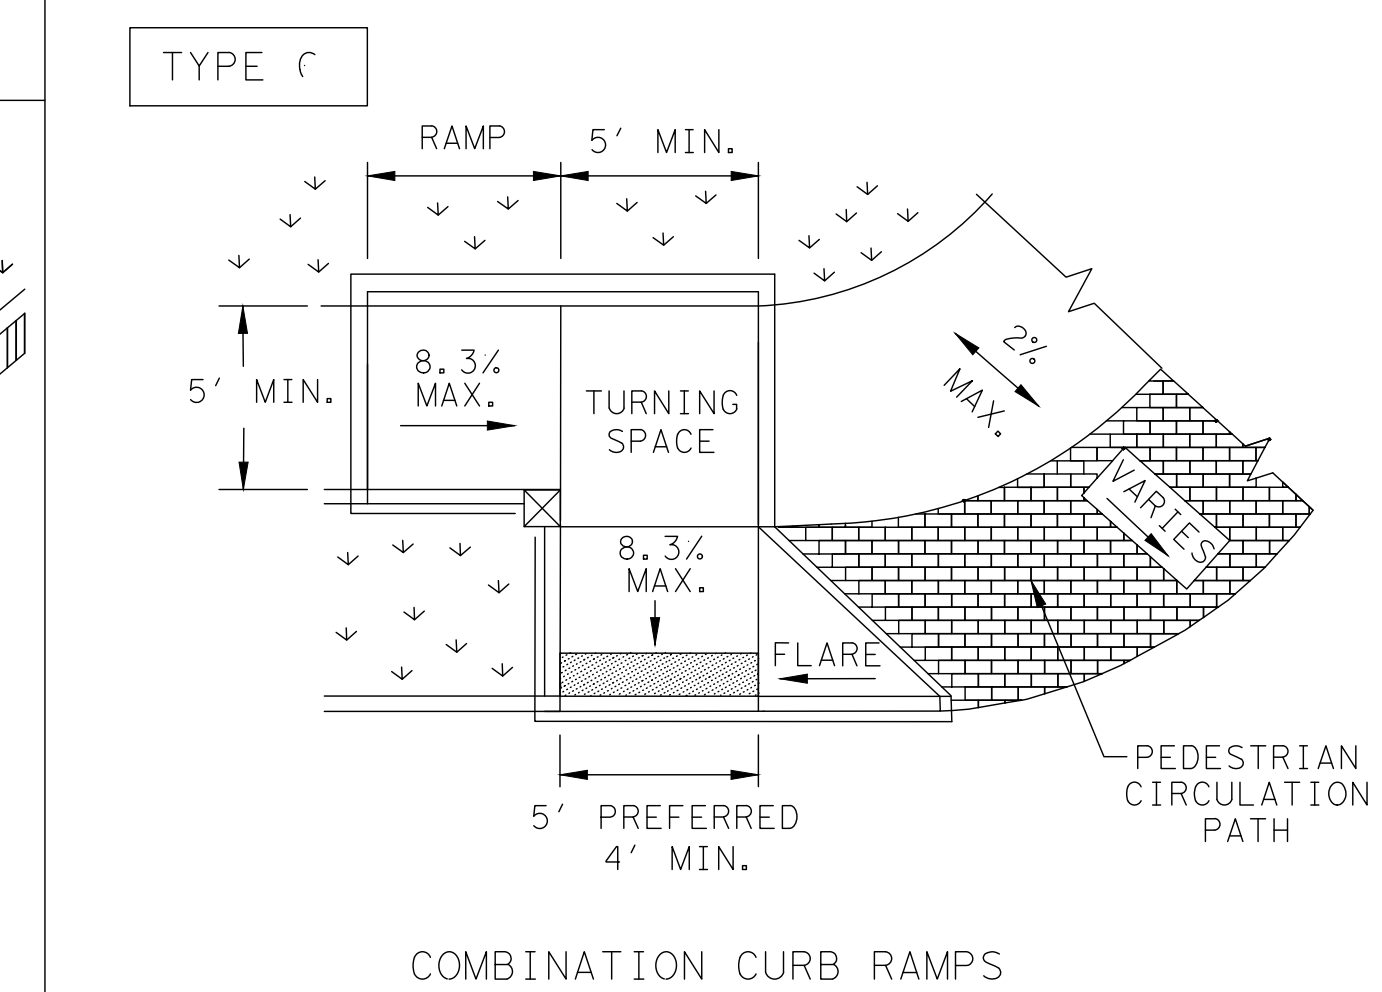 TYPE
RAMP
5' MIN.
8.3%
MAX.
5' MIN.
TURNING
SPACE
2%
MAX.
VARIES
8.3%
MAX.
FLARE
PEDESTRIAN
CIRCULATION
PATH
5' PREFERRED
4' MIN.
COMBINATION CURB RAMPS